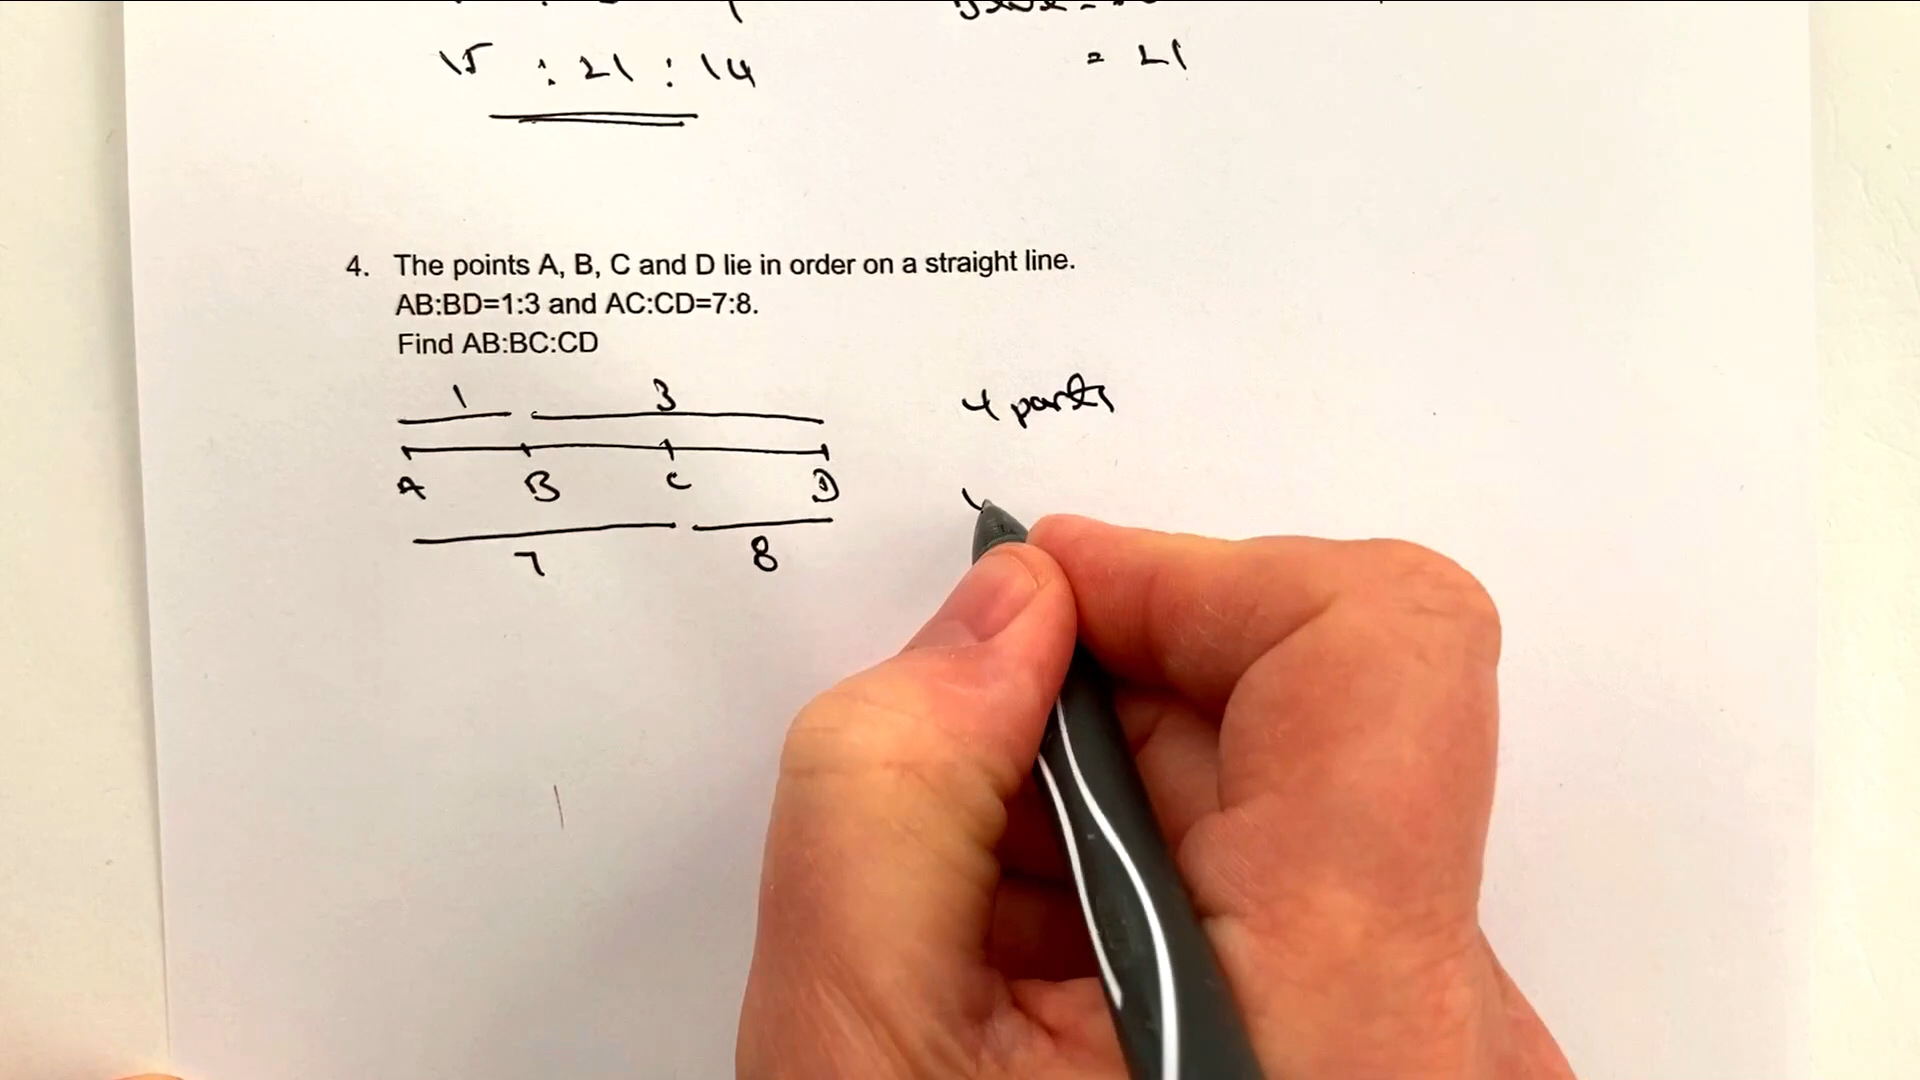 15 : 21 : 14
= 21
4. The points A, B, C and D lie in order on a straight line.
AB:BD=1:3 and AC:CD=7:8.
Find AB:BC:CD
1 3
4 parts
A B C D
7 8